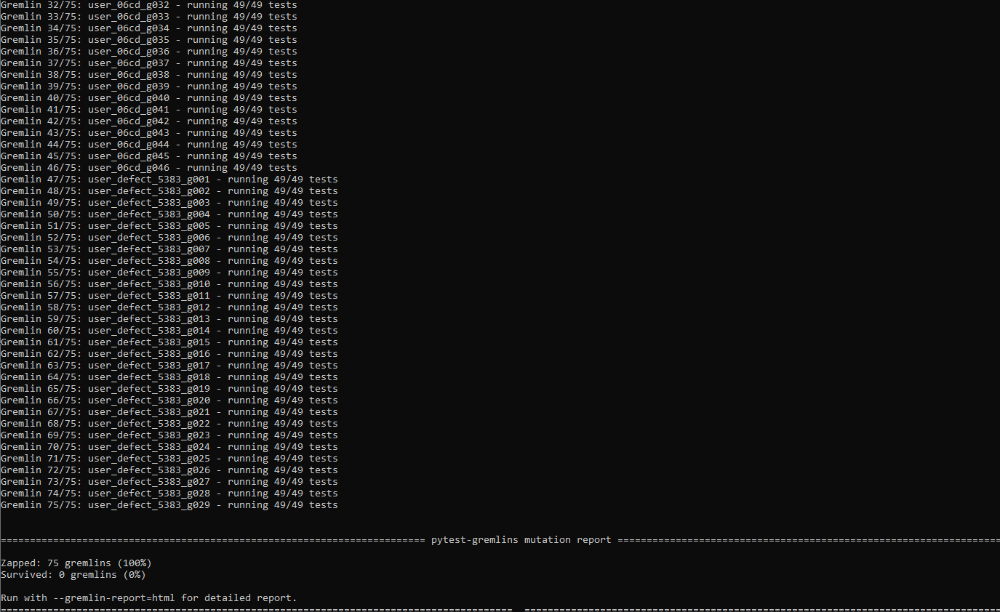 Gremlin 32/75: user_06cd_g032 - running 49/49 tests
Gremlin 33/75: user_06cd_g033 - running 49/49 tests
Gremlin 34/75: user_06cd_g034 - running 49/49 tests
Gremlin 35/75: user_06cd_g035 - running 49/49 tests
Gremlin 36/75: user_06cd_g036 - running 49/49 tests
Gremlin 37/75: user_06cd_g037 - running 49/49 tests
Gremlin 38/75: user_06cd_g038 - running 49/49 tests
Gremlin 39/75: user_06cd_g039 - running 49/49 tests
Gremlin 40/75: user_06cd_g040 - running 49/49 tests
Gremlin 41/75: user_06cd_g041 - running 49/49 tests
Gremlin 42/75: user_06cd_g042 - running 49/49 tests
Gremlin 43/75: user_06cd_g043 - running 49/49 tests
Gremlin 44/75: user_06cd_g044 - running 49/49 tests
Gremlin 45/75: user_06cd_g045 - running 49/49 tests
Gremlin 46/75: user_06cd_g046 - running 49/49 tests
Gremlin 47/75: user_defect_5383_g001 - running 49/49 tests
Gremlin 48/75: user_defect_5383_g002 - running 49/49 tests
Gremlin 49/75: user_defect_5383_g003 - running 49/49 tests
Gremlin 50/75: user_defect_5383_g004 - running 49/49 tests
Gremlin 51/75: user_defect_5383_g005 - running 49/49 tests
Gremlin 52/75: user_defect_5383_g006 - running 49/49 tests
Gremlin 53/75: user_defect_5383_g007 - running 49/49 tests
Gremlin 54/75: user_defect_5383_g008 - running 49/49 tests
Gremlin 55/75: user_defect_5383_g009 - running 49/49 tests
Gremlin 56/75: user_defect_5383_g010 - running 49/49 tests
Gremlin 57/75: user_defect_5383_g011 - running 49/49 tests
Gremlin 58/75: user_defect_5383_g012 - running 49/49 tests
Gremlin 59/75: user_defect_5383_g013 - running 49/49 tests
Gremlin 60/75: user_defect_5383_g014 - running 49/49 tests
Gremlin 61/75: user_defect_5383_g015 - running 49/49 tests
Gremlin 62/75: user_defect_5383_g016 - running 49/49 tests
Gremlin 63/75: user_defect_5383_g017 - running 49/49 tests
Gremlin 64/75: user_defect_5383_g018 - running 49/49 tests
Gremlin 65/75: user_defect_5383_g019 - running 49/49 tests
Gremlin 66/75: user_defect_5383_g020 - running 49/49 tests
Gremlin 67/75: user_defect_5383_g021 - running 49/49 tests
Gremlin 68/75: user_defect_5383_g022 - running 49/49 tests
Gremlin 69/75: user_defect_5383_g023 - running 49/49 tests
Gremlin 70/75: user_defect_5383_g024 - running 49/49 tests
Gremlin 71/75: user_defect_5383_g025 - running 49/49 tests
Gremlin 72/75: user_defect_5383_g026 - running 49/49 tests
Gremlin 73/75: user_defect_5383_g027 - running 49/49 tests
Gremlin 74/75: user_defect_5383_g028 - running 49/49 tests
Gremlin 75/75: user_defect_5383_g029 - running 49/49 tests
========================================================================= pytest-gremlins mutation report ==================================================================
Zapped: 75 gremlins (100%)
Survived: 0 gremlins (0%)
Run with --gremlin-report=html for detailed report.
======================================================================================== ==================================================================================